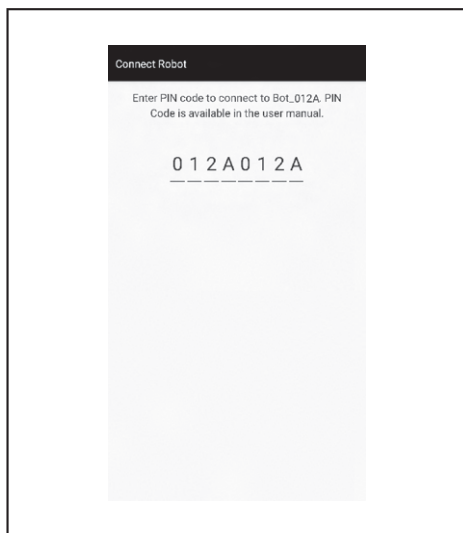 Connect Robot
Enter PIN code to connect to Bot_012A. PIN
Code is available in the user manual.
0 1 2 A 0 1 2 A